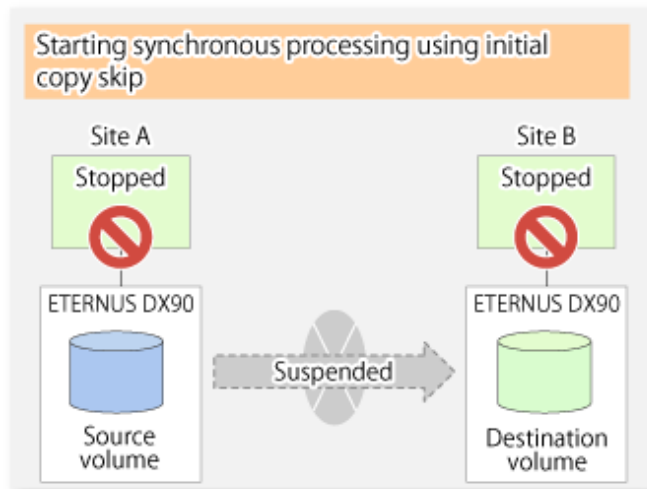 Starting synchronous processing using initial
copy skip
Site A
Site B
Stopped
Stopped
ETERNUS DX90
ETERNUS DX90
Suspended
Source
volume
Destination
volume